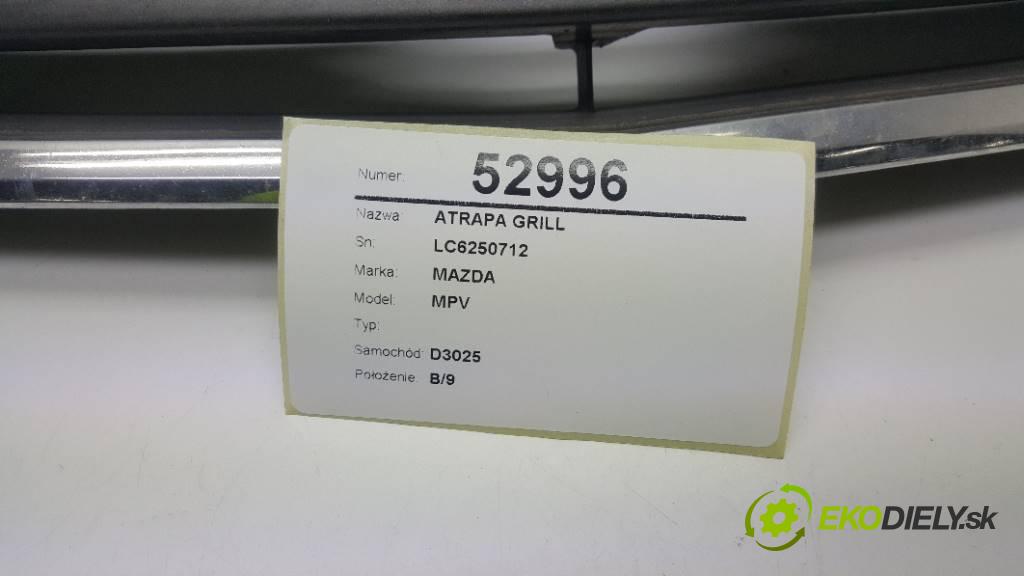 Numer: 52996
Nazwa: ATRAPA GRILL
Sn: LC6250712
Marka: MAZDA
Model: MPV
Typ:
Samochód: D3025
Położenie: B/9
EKODIELY.sk